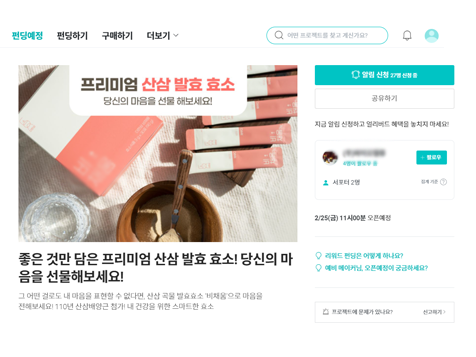 펀딩예정 펀딩하기 구매하기 더보기
어떤 프로젝트를 찾고 계신가요?
프리미엄 산삼 발효 효소
당신의 마음을 선물 해보세요!
좋은 것만 담은 프리미엄 산삼 발효 효소! 당신의 마
음을 선물해보세요!
그 어떤 걸로도 내 마음을 표현할 수 없다면, 산삼 곡물 발효효소 '비채움'으로 마음을
전해보세요! 110년 산삼배양근 첨가! 내 건강을 위한 스마트한 효소
알림 신청 27명 신청 중
공유하기
지금 알림 신청하고 얼리버드 혜택을 놓치지 마세요!
4명이 팔로우 중
+ 팔로우
서포터 2명
집계 기준
2/25(금) 11시00분 오픈예정
리워드 펀딩은 어떻게 하나요?
예비 메이커님, 오픈예정이 궁금하세요?
프로젝트에 문제가 있나요?
신고하기 >